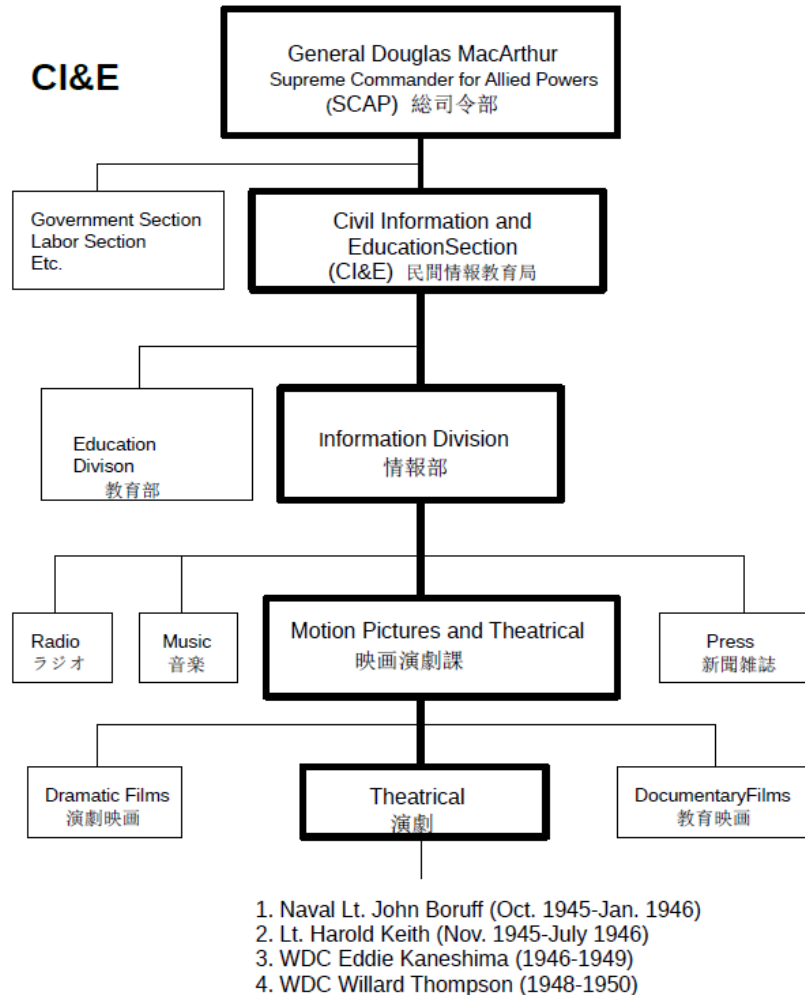 CI&E
General Douglas MacArthur
Supreme Commander for Allied Powers
(SCAP) 総司令部
Government Section
Labor Section
Etc.
Civil Information and
EducationSection
(CI&E) 民間情報教育局
Education
Divison
教育部
Information Division
情報部
Radio
ラジオ
Music
音楽
Motion Pictures and Theatrical
映画演劇課
Press
新聞雑誌
Dramatic Films
演劇映画
Theatrical
演劇
DocumentaryFilms
教育映画
1. Naval Lt. John Boruff (Oct. 1945-Jan. 1946)
2. Lt. Harold Keith (Nov. 1945-July 1946)
3. WDC Eddie Kaneshima (1946-1949)
4. WDC Willard Thompson (1948-1950)